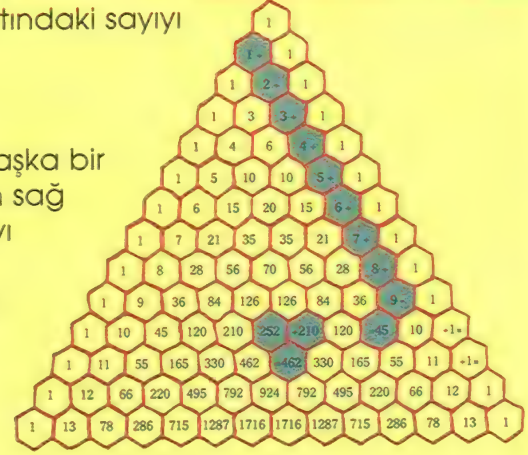 tındaki sayıyı
aşka bir
n sağ
yı
1
1+ 1
1 2+ 1
1 3 3+ 1
1 4 6 4+ 1
1 5 10 10 5+ 1
1 6 15 20 15 6+ 1
1 7 21 35 35 21 7+ 1
1 8 28 56 70 56 28 8+ 1
1 9 36 84 126 126 84 36 9- 1
1 10 45 120 210 252 +210 120 =45 10 +1=
1 11 55 165 330 462 =462 330 165 55 11 +1=
1 12 66 220 495 792 924 792 495 220 66 12 1
1 13 78 286 715 1287 1716 1716 1287 715 286 78 13 1